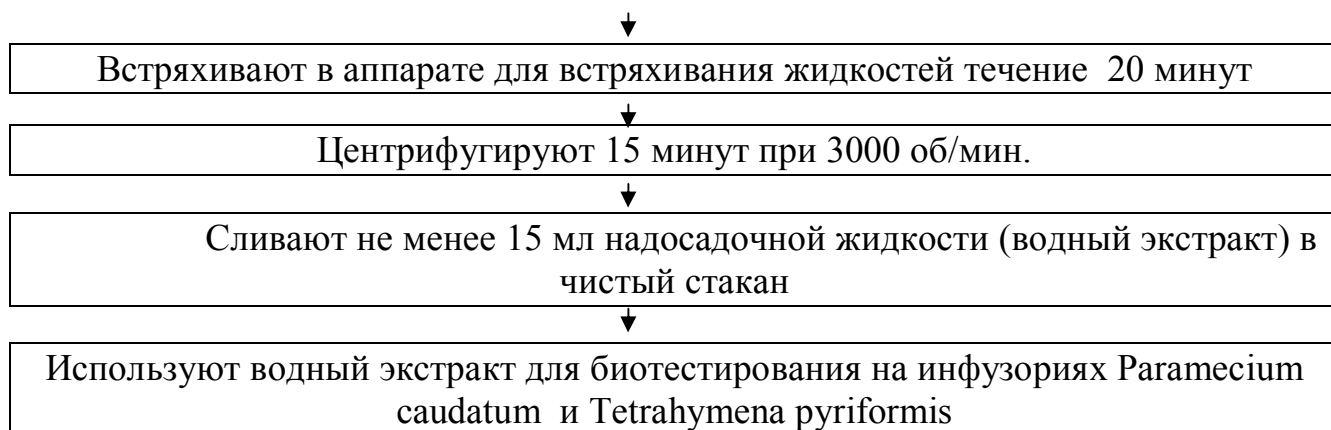 Встряхивают в аппарате для встряхивания жидкостей течение 20 минут
Центрифугируют 15 минут при 3000 об/мин.
Сливают не менее 15 мл надосадочной жидкости (водный экстракт) в
чистый стакан
Используют водный экстракт для биотестирования на инфузориях Paramecium
caudatum и Tetrahymena pyriformis